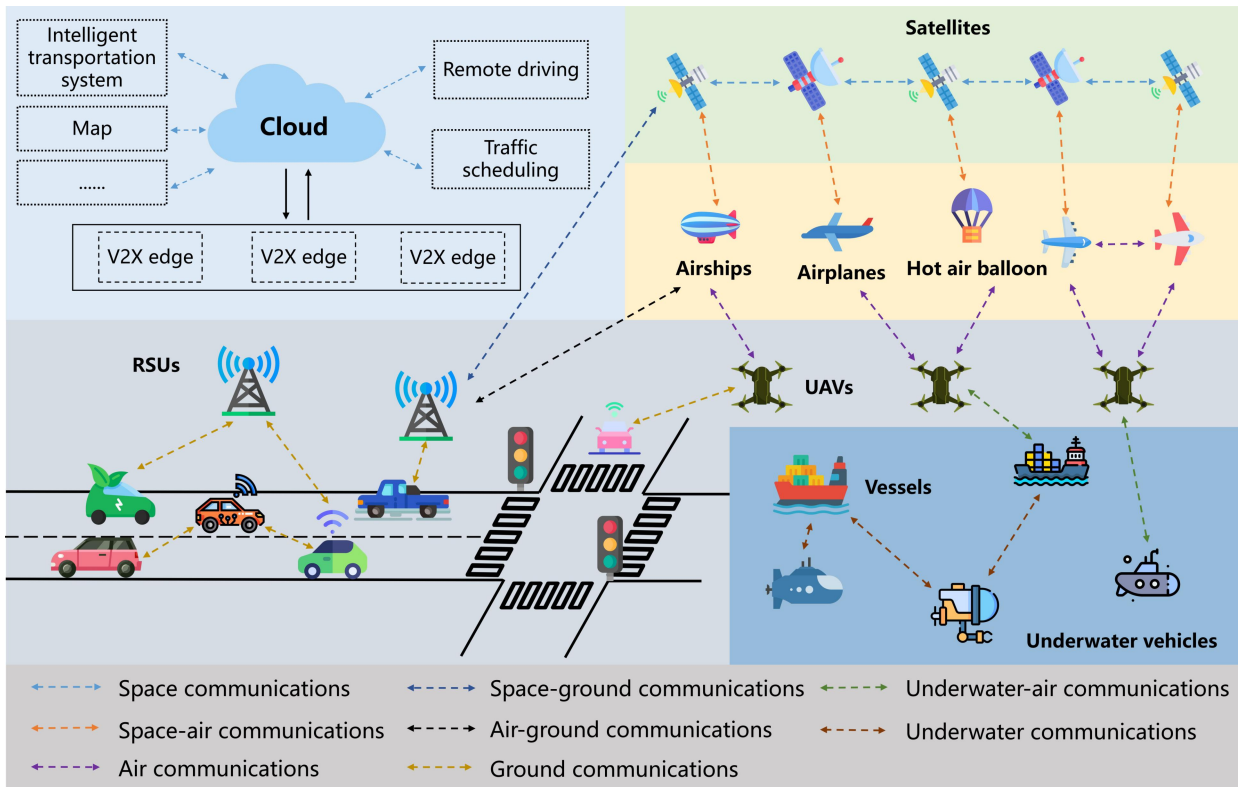 Intelligent
transportation
system
Map
......
Cloud
Remote driving
Traffic
scheduling
V2X edge
V2X edge
V2X edge
Satellites
Airships
Airplanes
Hot air balloon
RSUs
UAVs
Vessels
Underwater vehicles
Space communications
Space-ground communications
Underwater-air communications
Space-air communications
Air-ground communications
Underwater communications
Air communications
Ground communications